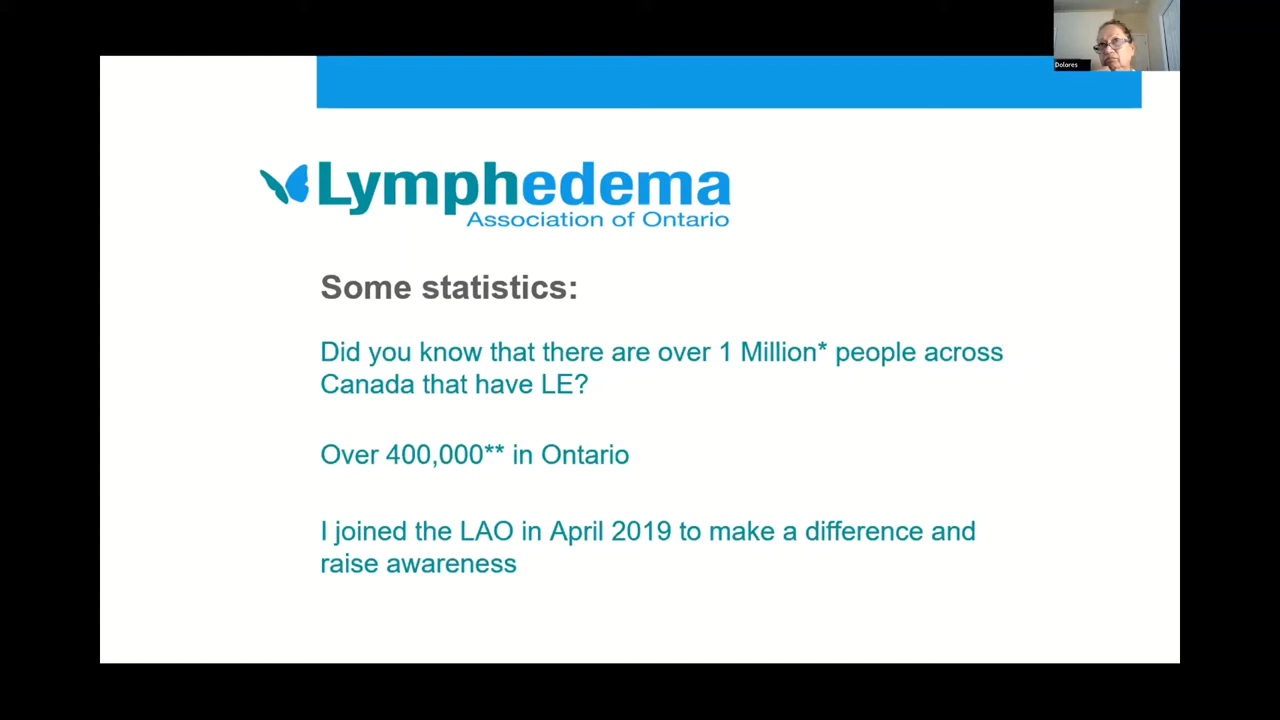 Dolores
Lymphedema
Association of Ontario
Some statistics:
Did you know that there are over 1 Million* people across
Canada that have LE?
Over 400,000** in Ontario
I joined the LAO in April 2019 to make a difference and
raise awareness